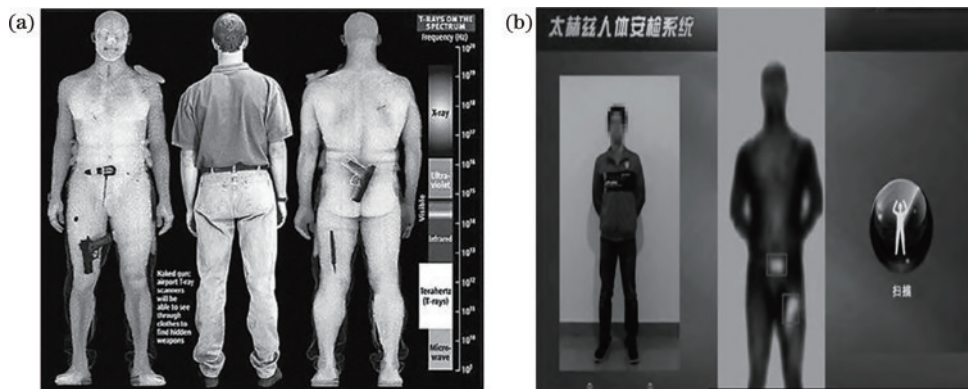 (a)
T-RAYS ON THE
SPECTRUM
Frequency (Hz)
X-ray
Ultra-
violet
Visible
Infrared
Terahertz
(T-rays)
Micro-
wave
Naked gun:
airport T-ray
scanners
will be
able to see
through
clothes to
find hidden
weapons
(b)
太赫兹人体安检系统
扫描